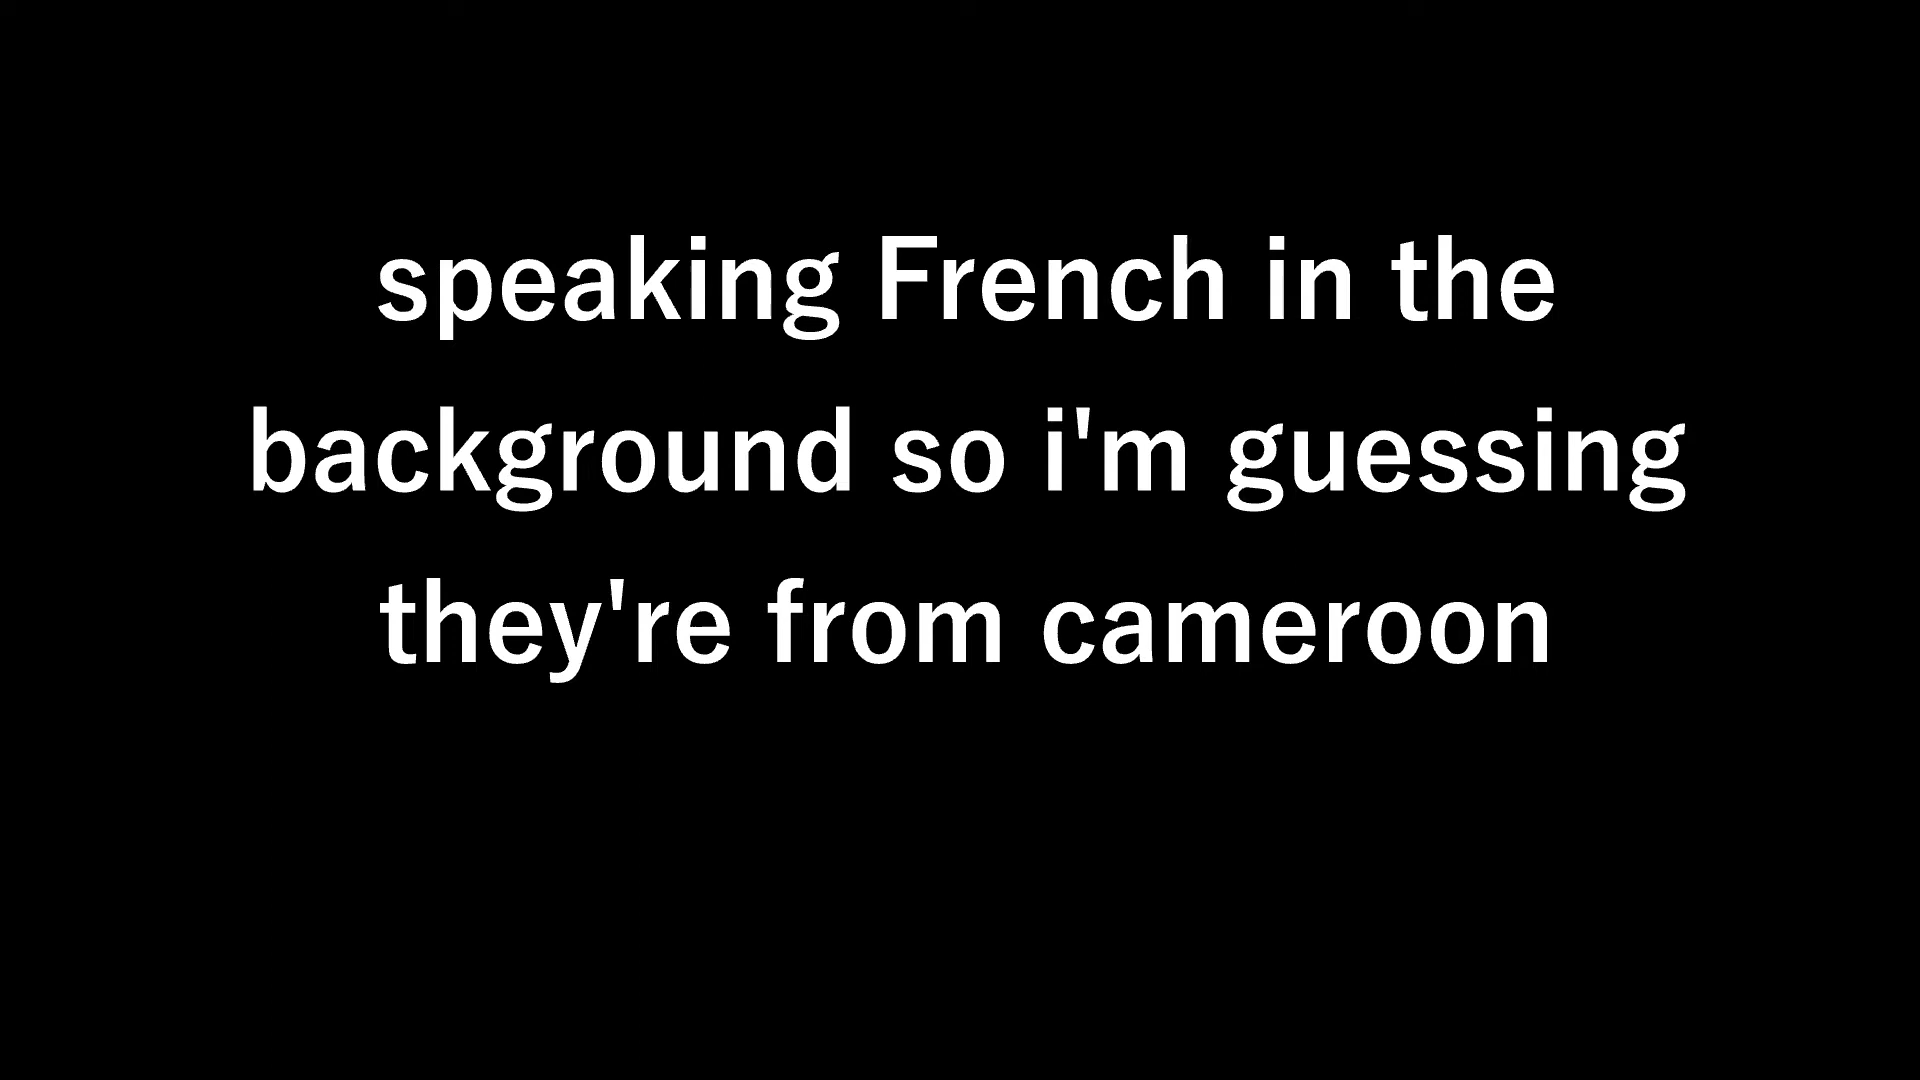 speaking French in the
background so i'm guessing
they're from cameroon